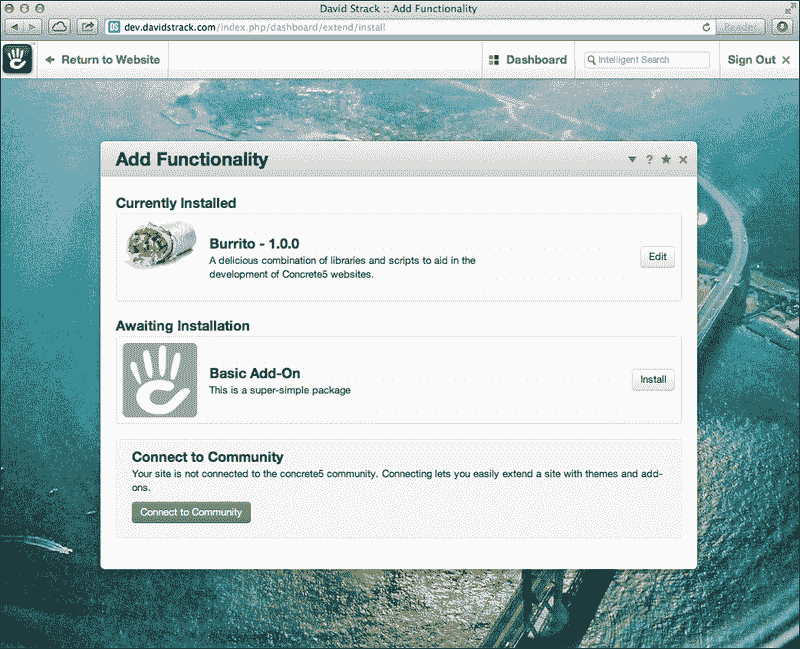 David Strack :: Add Functionality
DS dev.davidstrack.com/index.php/dashboard/extend/install
Reader
Return to Website
Dashboard
Intelligent Search
Sign Out
Add Functionality
?
Currently Installed
Burrito - 1.0.0
A delicious combination of libraries and scripts to aid in the
development of Concrete5 websites.
Edit
Awaiting Installation
Basic Add-On
This is a super-simple package
Install
Connect to Community
Your site is not connected to the concrete5 community. Connecting lets you easily extend a site with themes and add-
ons.
Connect to Community